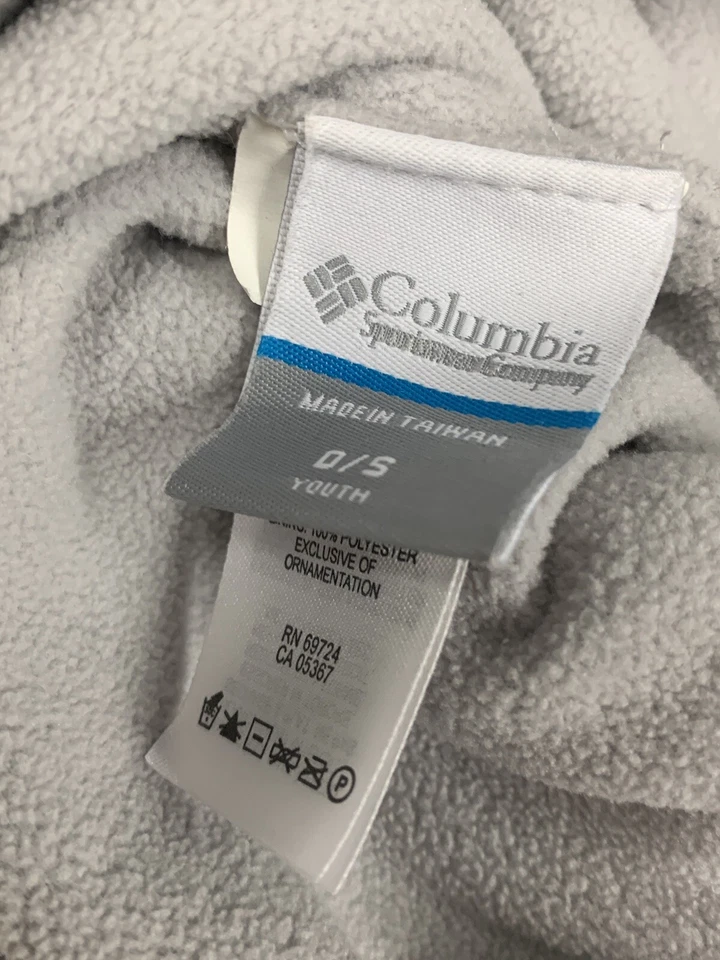 Columbia
Sportswear Company
MADE IN TAIWAN
O/S
YOUTH
100% POLYESTER
EXCLUSIVE OF
ORNAMENTATION
RN 69724
CA 05367
P